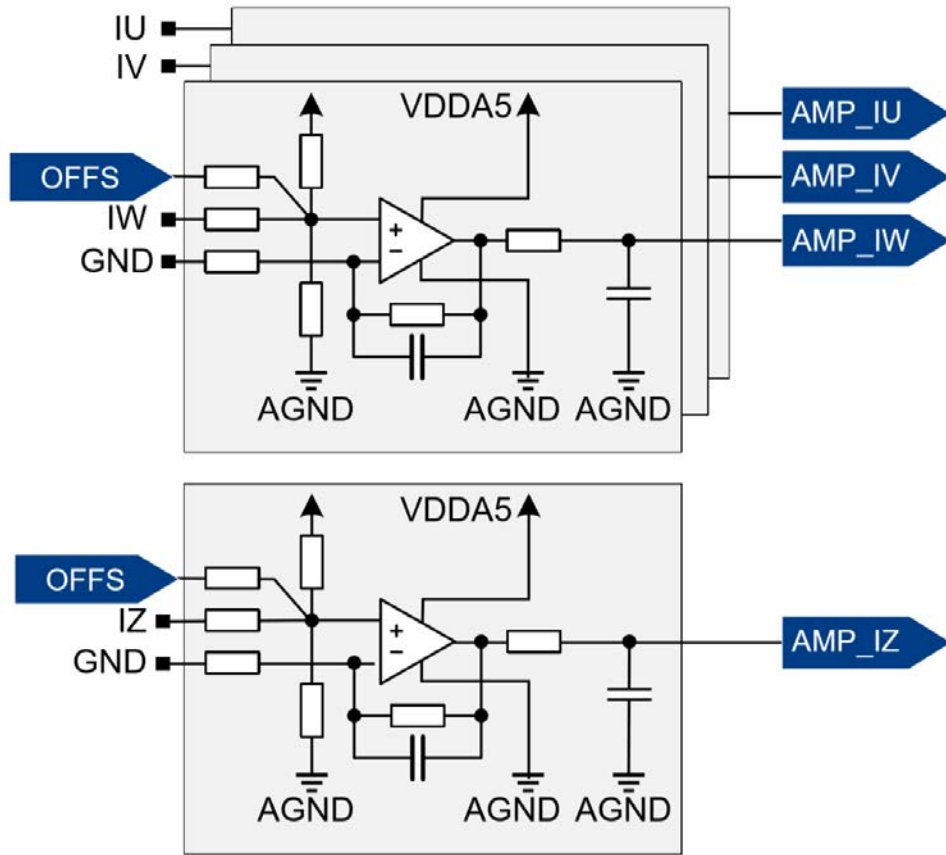 IU
IV
VDDA5
AMP_IU
OFFS
AMP_IV
IW
+
AMP_IW
GND
−
AGND
AGND
AGND
VDDA5
OFFS
IZ
+
AMP_IZ
GND
−
AGND
AGND
AGND